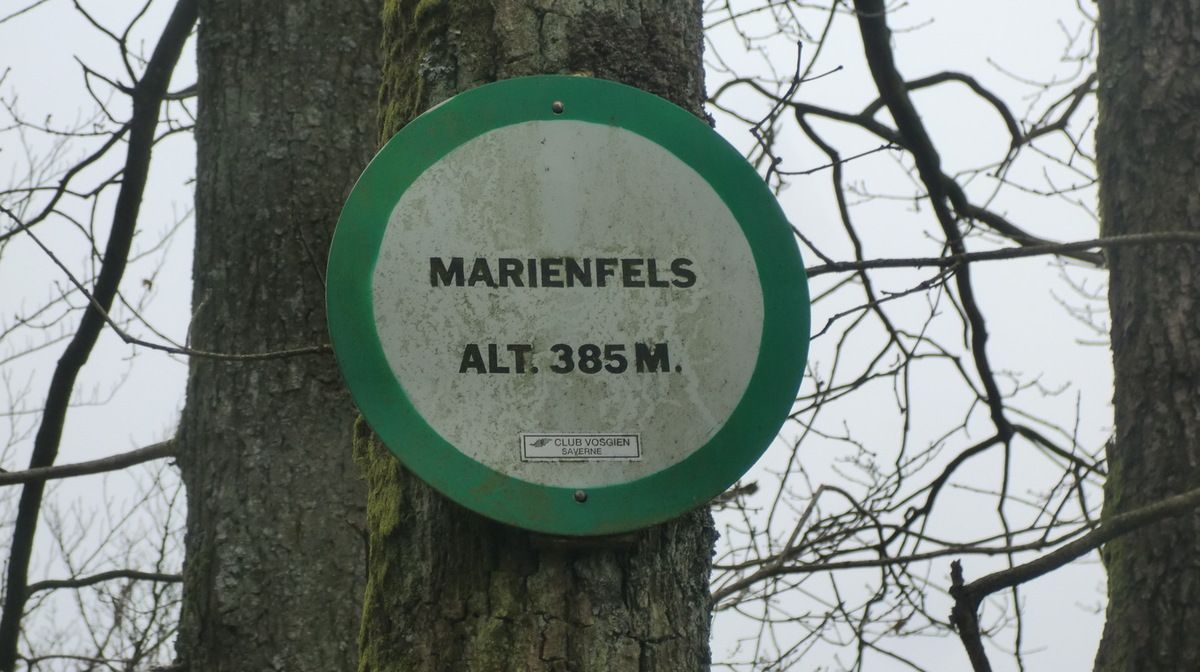 MARIENFELS
ALT. 385 M.
CLUB VOSGIEN
SAVERNE